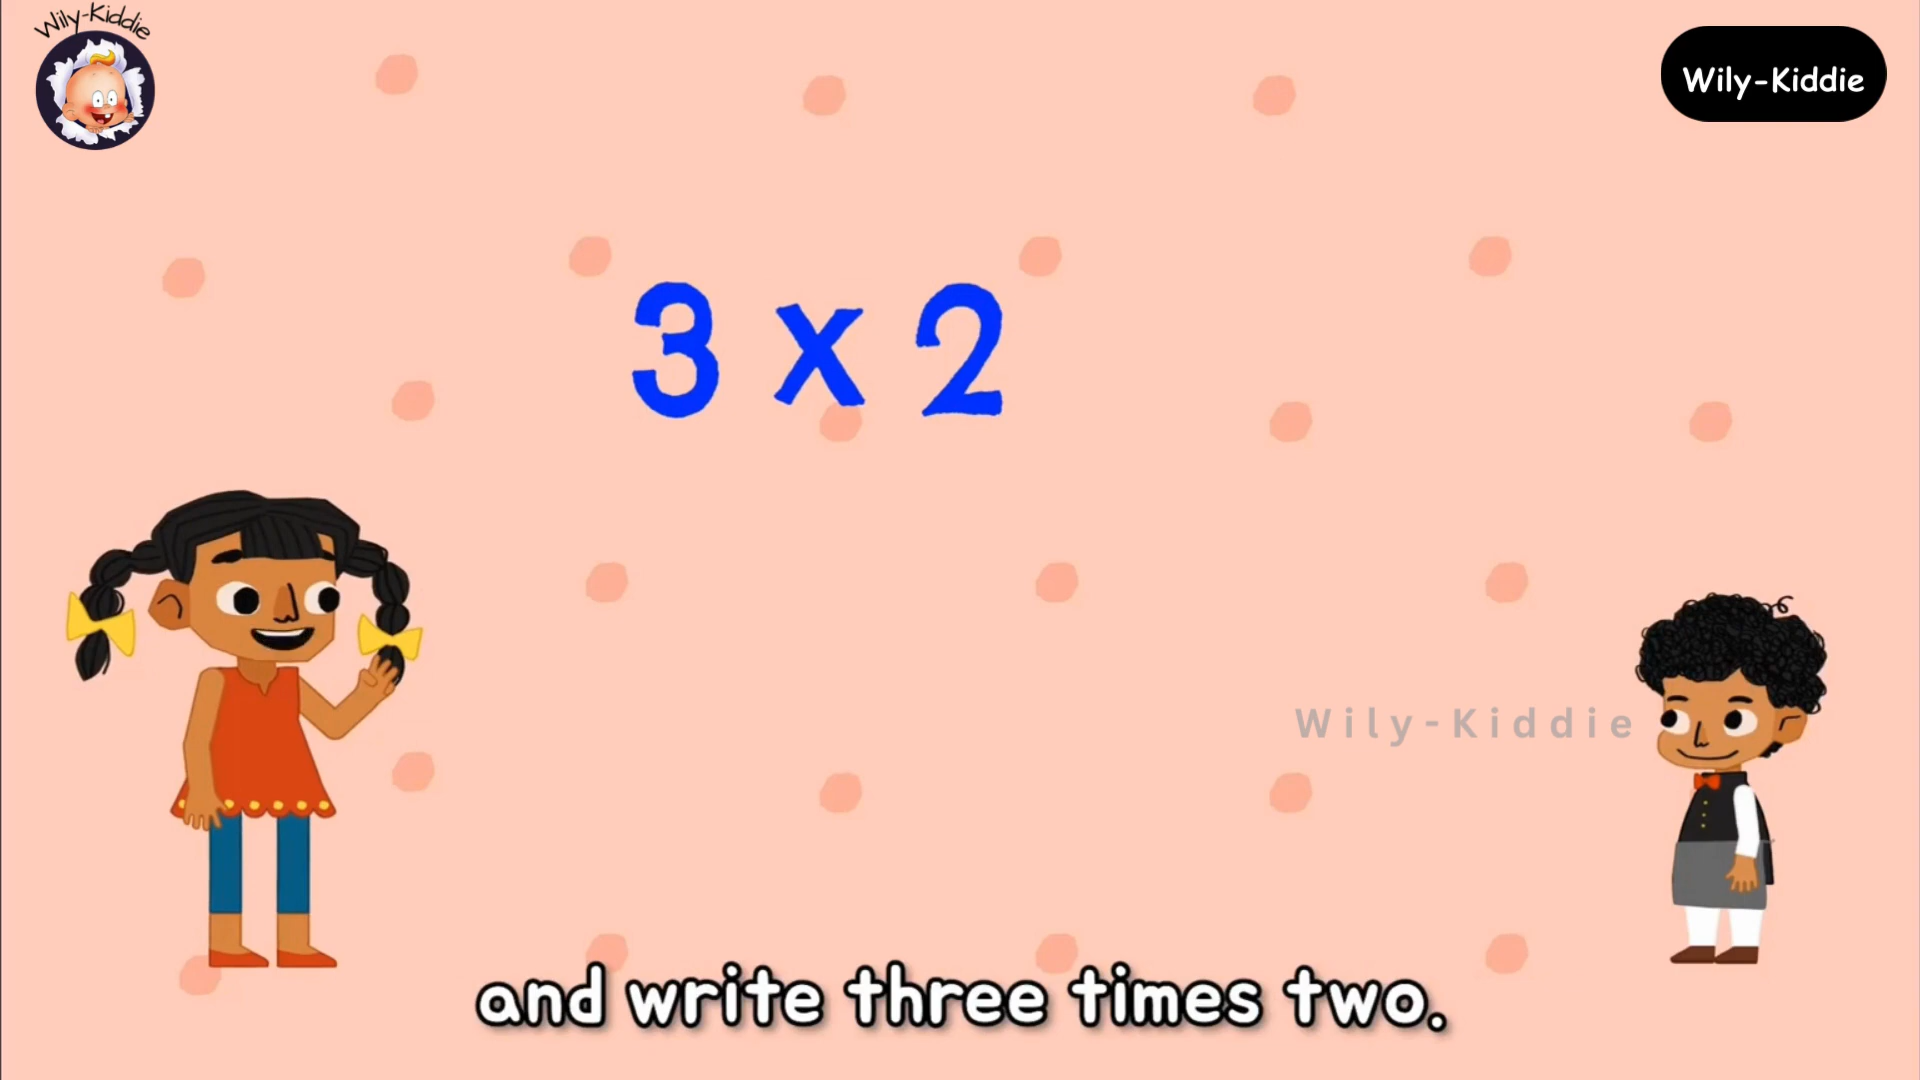 Wily-Kiddie
Wily-Kiddie
3 x 2
Wily-Kiddie
and write three times two.